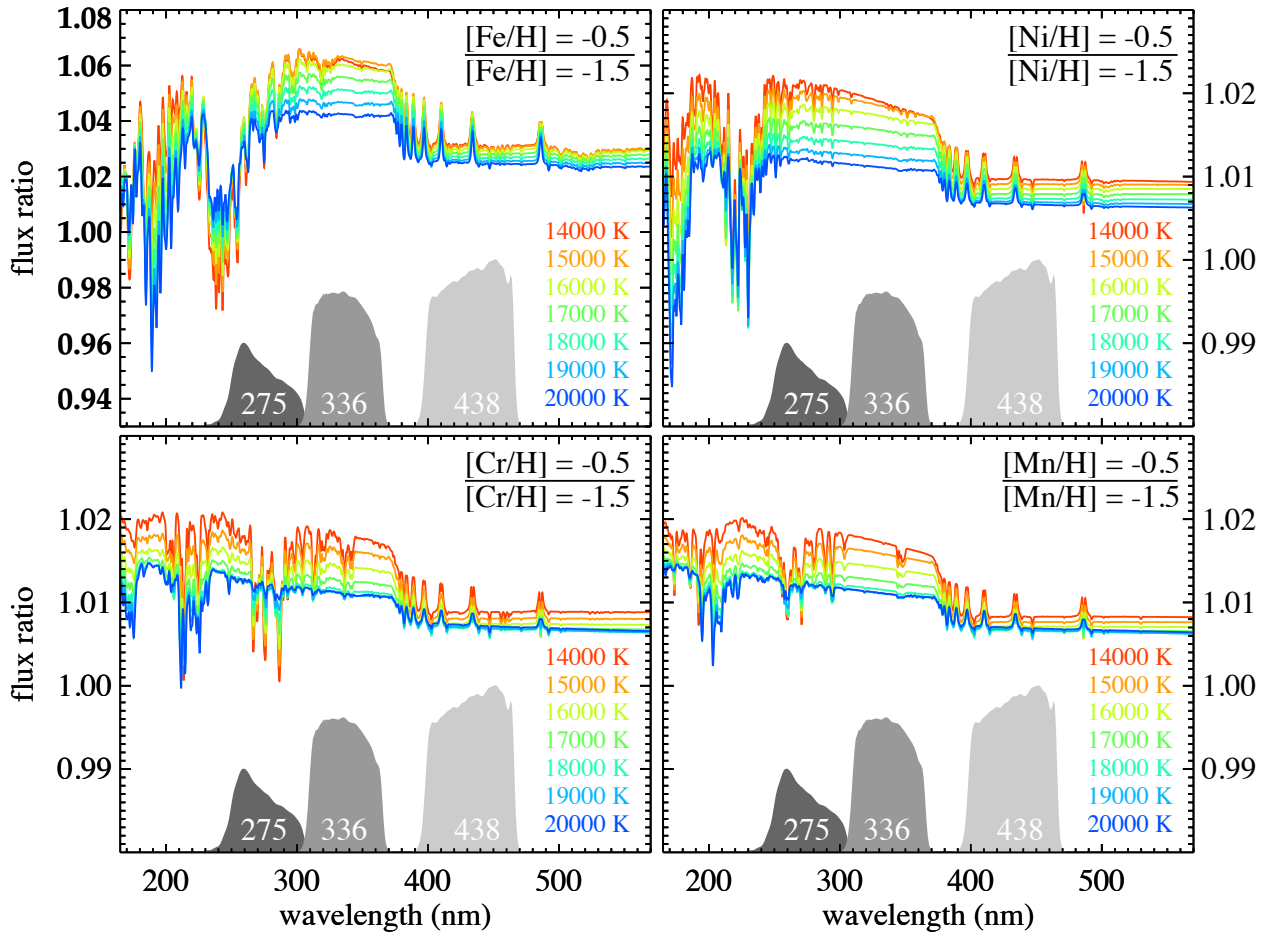 1.08
1.06
1.04
1.02
1.00
0.98
0.96
0.94
flux ratio
[Fe/H] = -0.5
[Fe/H] = -1.5
14000 K
15000 K
16000 K
17000 K
18000 K
19000 K
20000 K
275 336 438
[Ni/H] = -0.5
[Ni/H] = -1.5
14000 K
15000 K
16000 K
17000 K
18000 K
19000 K
20000 K
275 336 438
1.02
1.01
1.00
0.99
1.02
1.01
1.00
0.99
flux ratio
[Cr/H] = -0.5
[Cr/H] = -1.5
14000 K
15000 K
16000 K
17000 K
18000 K
19000 K
20000 K
275 336 438
200 300 400 500
wavelength (nm)
[Mn/H] = -0.5
[Mn/H] = -1.5
14000 K
15000 K
16000 K
17000 K
18000 K
19000 K
20000 K
275 336 438
1.02
1.01
1.00
0.99
200 300 400 500
wavelength (nm)